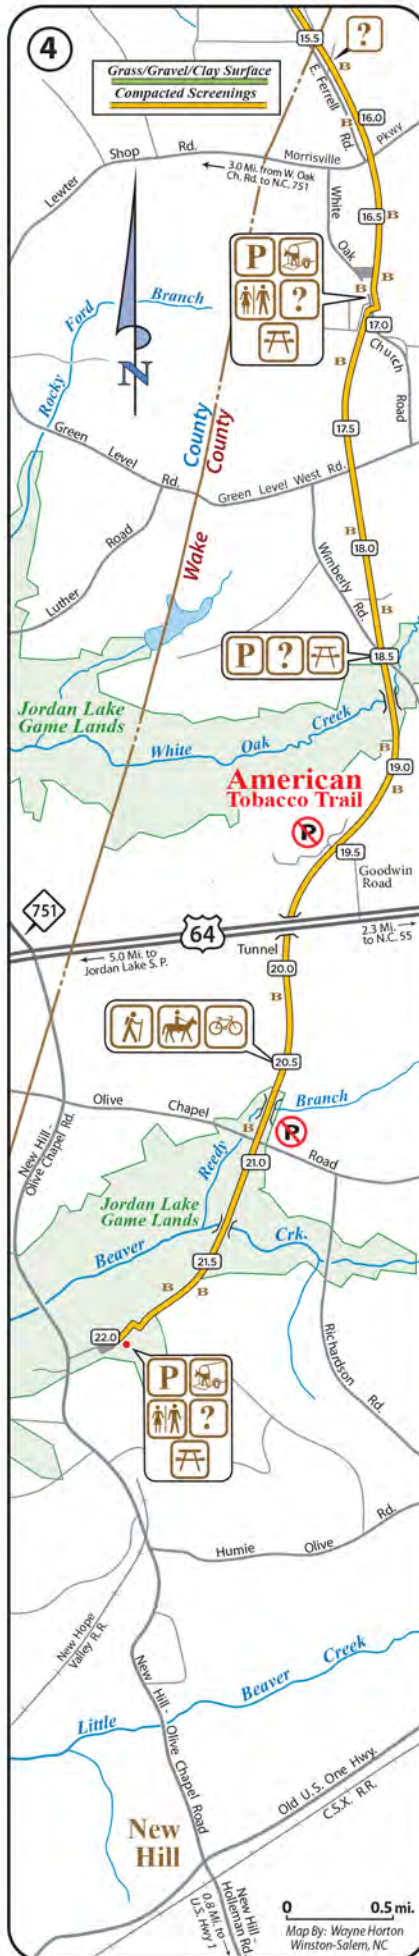 4
15.5
?
B
Grass/Gravel/Clay Surface
Compacted Screenings
E. Ferrell Rd.
B
16.0
Pkwy
Lewter Shop Rd. Morrisville
3.0 Mi. from W. Oak
Ch. Rd. to N.C. 751
White Oak
16.5
B
P
?
B
B
17.0
Church Road
B
N
Rocky Ford Branch
County
County
Wake
17.5
Green Level Rd.
Green Level West Rd.
B
18.0
Luther Road
Wimberly Rd.
B
P ?
18.5
Jordan Lake
Game Lands
White Oak Creek
B
19.0
American
Tobacco Trail
P
19.5
Goodwin
Road
751
64
5.0 Mi. to
Jordan Lake S. P.
2.3 Mi.
to N.C. 55
Tunnel
20.0
B
20.5
Olive Chapel Road
Reedy Branch
B
P
21.0
New Hill -
Olive Chapel Rd.
Jordan Lake
Game Lands
Beaver Crk.
21.5
B
B
22.0
P
?
Richardson Rd.
Humie Olive Rd.
New Hope
Valley R.R.
Little Beaver Creek
New Hill - Olive Chapel Road
Old U.S. One Hwy.
C.S.X. R.R.
New
Hill
0.8 Mi. to
U.S. Hwy 1
New Hill -
Holleman Rd.
0 0.5 mi.
Map By: Wayne Horton
Winston-Salem, NC